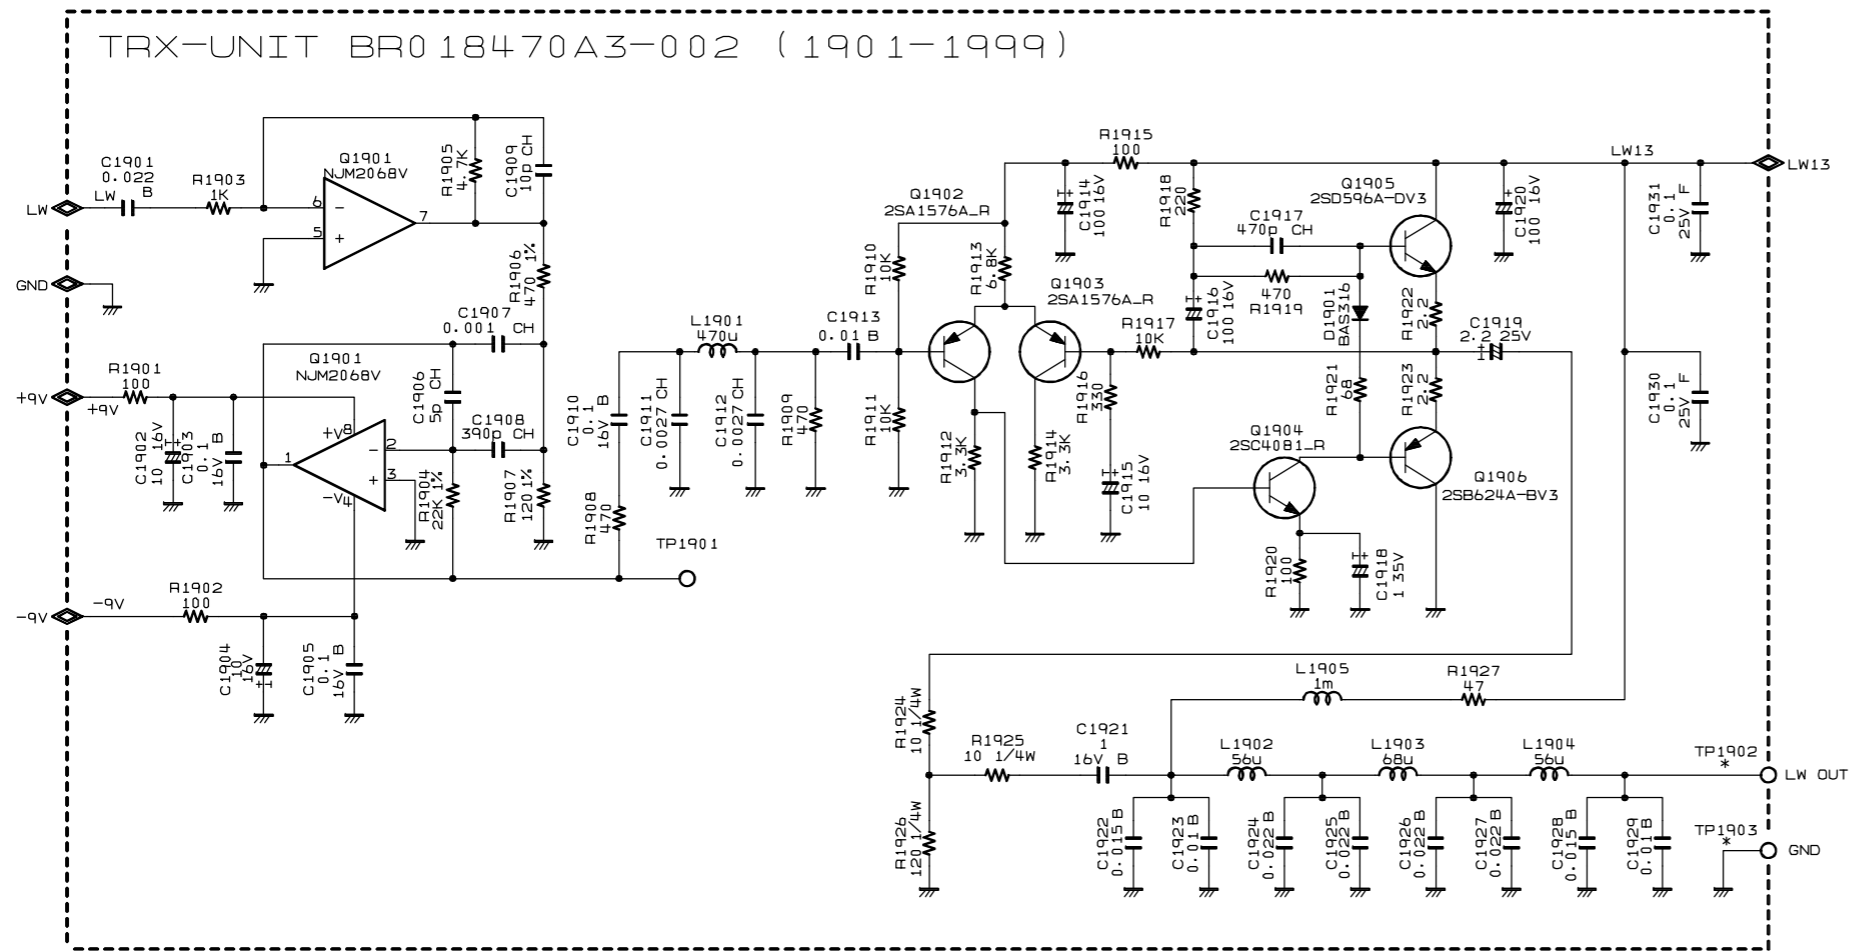 TRX-UNIT BR018470A3-002 (1901-1999)
C1901
0.022
LW
B
R1903
1K
LW
Q1901
NJM2068V
6
5
7
R1905
4.7K
C1909
10p CH
R1906
470 1%
GND
C1907
0.001 CH
Q1901
NJM2068V
R1901
100
+9V
+9V
C1902
10 16V
C1903
0.1
16V B
+V
8
1
-V
4
2
3
C1906
5p CH
C1908
390p CH
R1904
22K 1%
R1907
120 1%
-9V
-9V
R1902
100
C1904
10
16V
C1905
0.1
16V B
C1910
0.1
16V B
R1908
470
TP1901
L1901
470u
C1911
0.0027 CH
C1912
0.0027 CH
R1909
470
C1913
0.01 B
R1910
10K
R1911
10K
Q1902
2SA1576A_R
R1913
6.8K
R1912
3.3K
R1914
3.3K
Q1903
2SA1576A_R
C1914
100 16V
R1915
100
R1917
10K
R1916
330
C1915
10 16V
R1918
220
C1917
470p CH
470
R1919
C1916
100 16V
D1901
BAS316
R1921
68
Q1905
2SD596A-DV3
R1922
2.2
R1923
2.2
Q1904
2SC4081_R
Q1906
2SB624A-BV3
R1920
100
C1918
1 35V
C1919
2.2 25V
C1920
100 16V
LW13
LW13
C1931
0.1
25V F
C1930
0.1
25V F
R1924
10 1/4W
R1925
10 1/4W
R1926
120 1/4W
C1921
1
16V B
L1905
1m
R1927
47
L1902
56u
L1903
68u
L1904
56u
C1922
0.015 B
C1923
0.01 B
C1924
0.022 B
C1925
0.022 B
C1926
0.022 B
C1927
0.022 B
C1928
0.015 B
C1929
0.01 B
TP1902
*
LW OUT
TP1903
*
GND